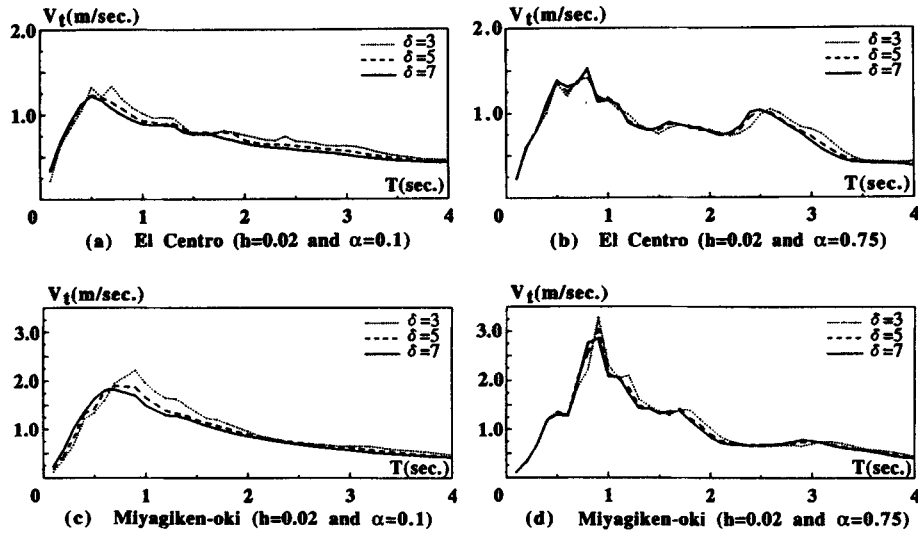 V_t(m/sec.)
2.0
1.0
δ=3
δ=5
δ=7
T(sec.)
0 1 2 3 4
(a) El Centro (h=0.02 and α=0.1)
V_t(m/sec.)
2.0
1.0
δ=3
δ=5
δ=7
T(sec.)
0 1 2 3 4
(b) El Centro (h=0.02 and α=0.75)
V_t(m/sec.)
3.0
2.0
1.0
δ=3
δ=5
δ=7
T(sec.)
0 1 2 3 4
(c) Miyagiken-oki (h=0.02 and α=0.1)
V_t(m/sec.)
3.0
2.0
1.0
δ=3
δ=5
δ=7
T(sec.)
0 1 2 3 4
(d) Miyagiken-oki (h=0.02 and α=0.75)